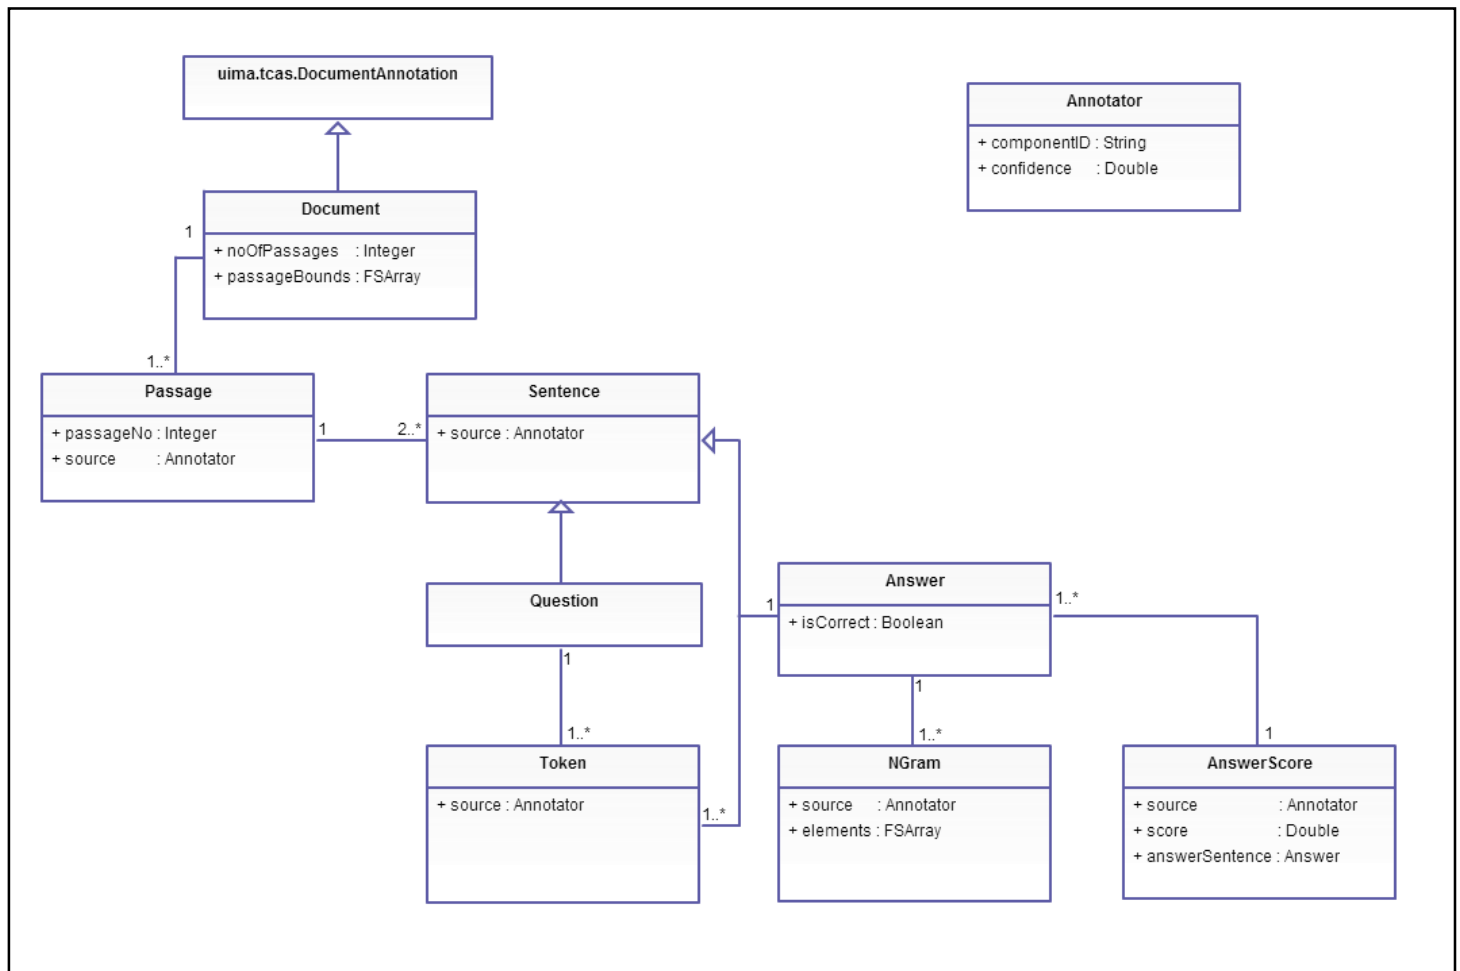 uima.tcas.DocumentAnnotation
Annotator
+ componentID : String
+ confidence : Double
Document
+ noOfPassages : Integer
+ passageBounds : FSArray
1
1..*
Passage
+ passageNo : Integer
+ source : Annotator
1
2..*
Sentence
+ source : Annotator
Question
1
1..*
Token
+ source : Annotator
1..*
1
Answer
+ isCorrect : Boolean
1..*
1
1..*
NGram
+ source : Annotator
+ elements : FSArray
1
AnswerScore
+ source : Annotator
+ score : Double
+ answerSentence : Answer